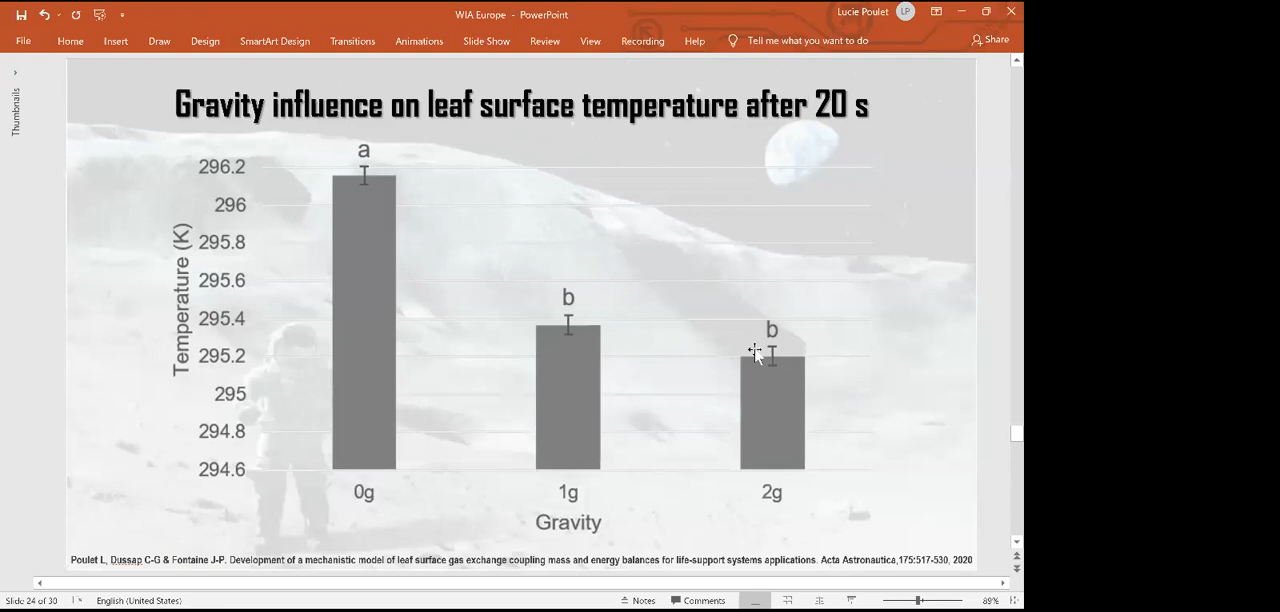 WIA Europe - PowerPoint
Lucie Poulet LP
File Home Insert Draw Design SmartArt Design Transitions Animations Slide Show Review View Recording Help Tell me what you want to do Share
Thumbnails
Gravity influence on leaf surface temperature after 20 s
a
296.2
296
295.8
295.6
b
295.4
b
295.2
295
294.8
294.6
Temperature (K)
0g 1g 2g
Gravity
Poulet L, Dussap C-G & Fontaine J-P. Development of a mechanistic model of leaf surface gas exchange coupling mass and energy balances for life-support systems applications. Acta Astronautica,175:517-530, 2020
Slide 24 of 30 English (United States) Notes Comments 89%